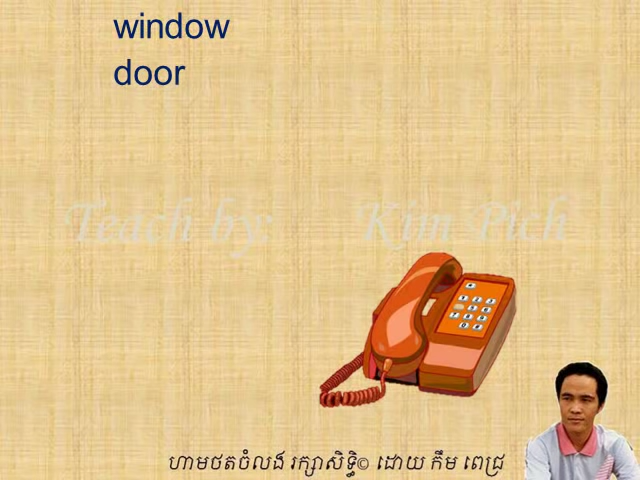 window
door
Teach by: Kim Pich
ហាមថតចំលង រក្សាសិទ្ធិ© ដោយ កឹម ពេជ្រ